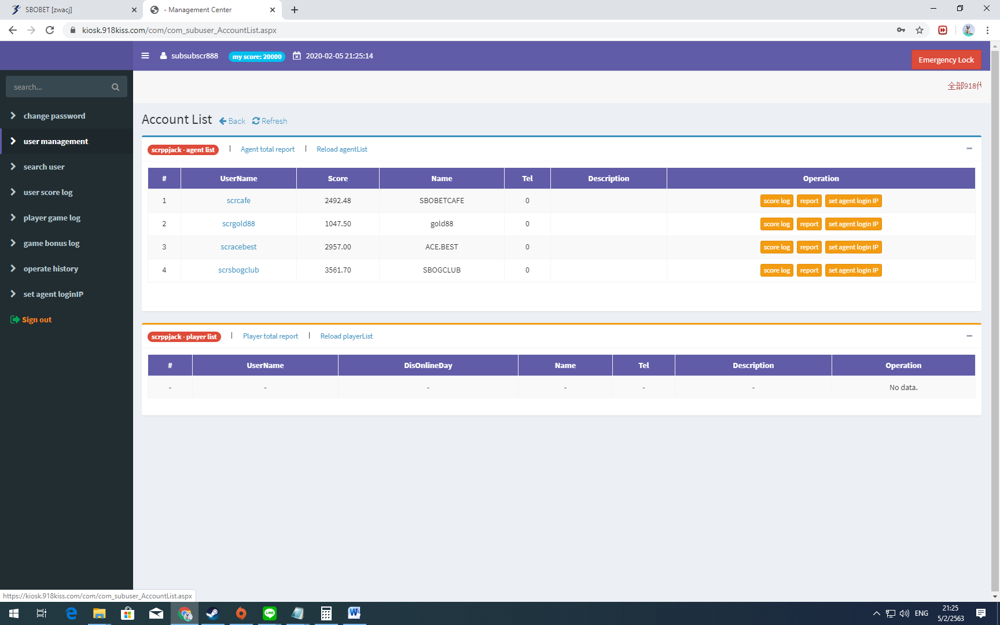 SBOBET [zwacj]
- Management Center
kiosk.918kiss.com/com/com_subuser_AccountList.aspx
subsubscr888 my score: 20000 2020-02-05 21:25:14
Emergency Lock
search...
全部918代
change password
user management
search user
user score log
player game log
game bonus log
operate history
set agent loginIP
Sign out
Account List Back Refresh
scrppjack - agent list | Agent total report | Reload agentList
# UserName Score Name Tel Description Operation
1 scrcafe 2492.48 SBOBETCAFE 0 score log report set agent login IP
2 scrgold88 1047.50 gold88 0 score log report set agent login IP
3 scracebest 2957.00 ACE.BEST 0 score log report set agent login IP
4 scrsbogclub 3561.70 SBOGCLUB 0 score log report set agent login IP
scrppjack - player list | Player total report | Reload playerList
# UserName DisOnlineDay Name Tel Description Operation
- - - - - - No data.
https://kiosk.918kiss.com/com/com_subuser_AccountList.aspx
LINE
ENG
21:25
5/2/2563